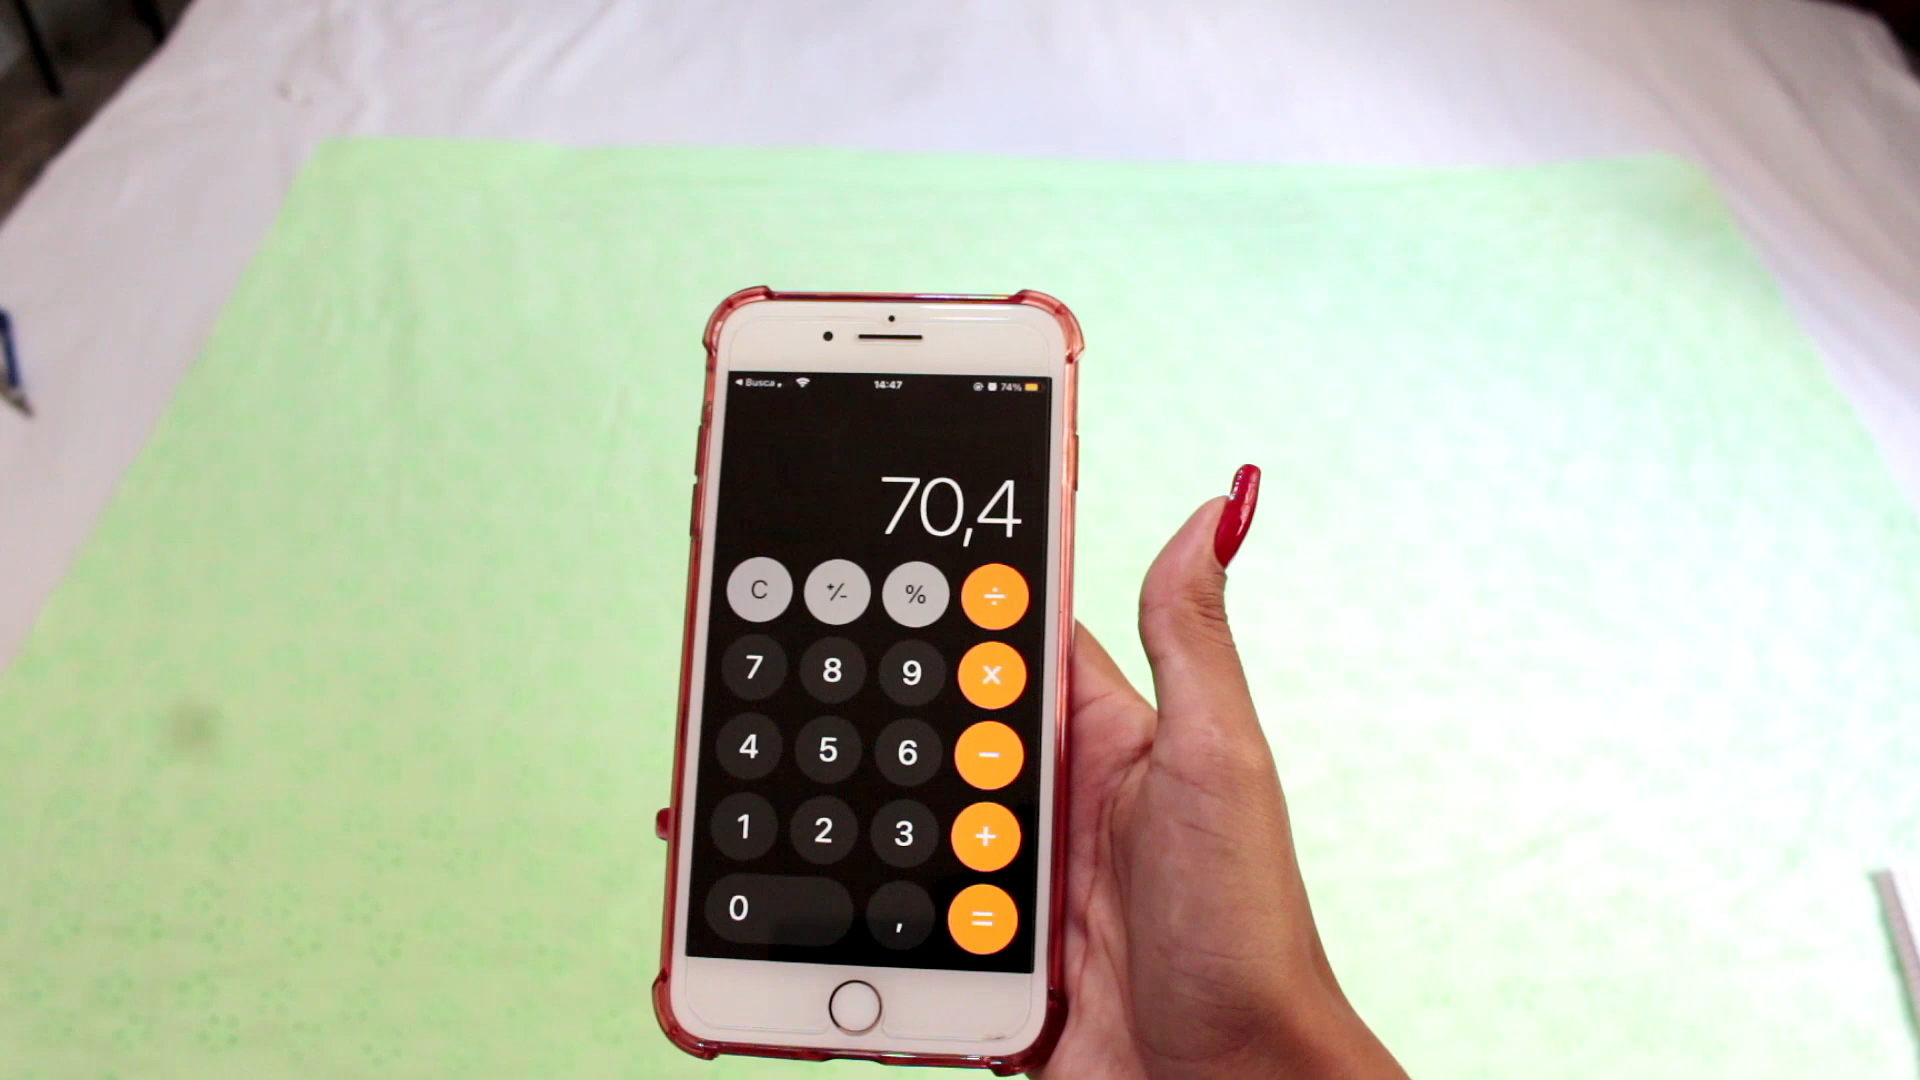 ◀ Busca 14:47 74%
70,4
C +/- % ÷
7 8 9 ×
4 5 6 −
1 2 3 +
0 , =